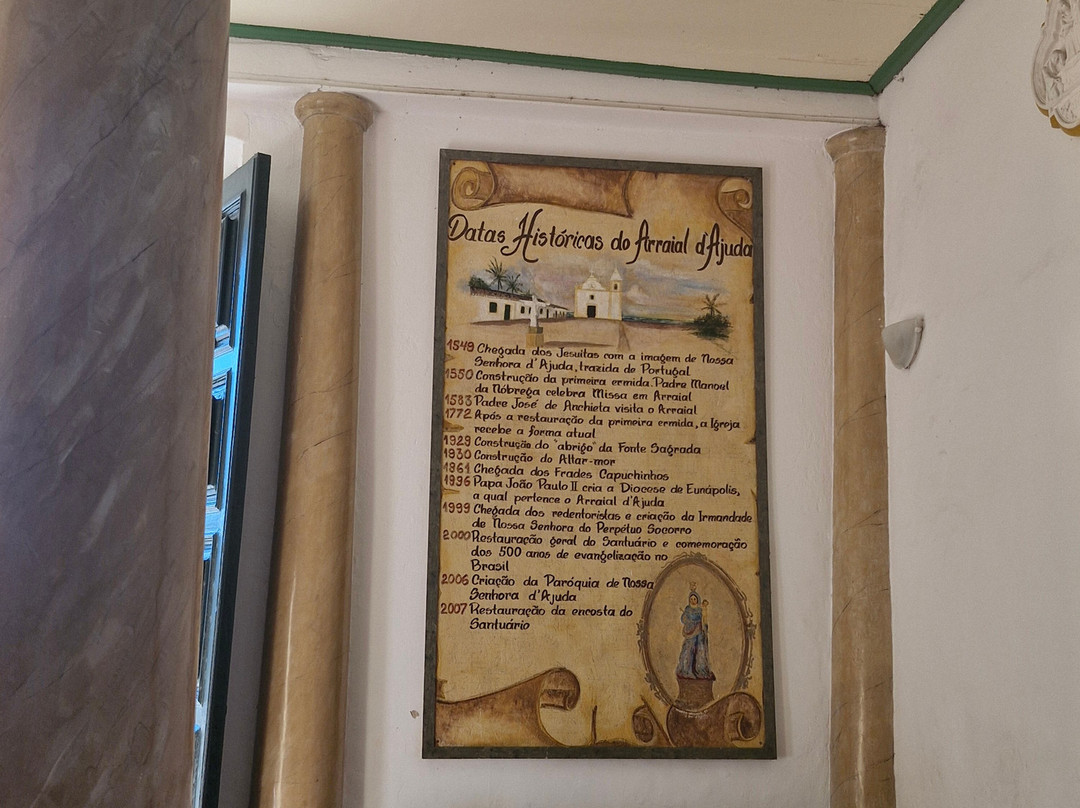 Datas Históricas do Arraial d'Ajuda
1549 Chegada dos Jesuítas com a imagem de Nossa
Senhora d'Ajuda, trazida de Portugal
1550 Construção da primeira ermida. Padre Manoel
da Nóbrega celebra Missa em Arraial
1583 Padre José de Anchieta visita o Arraial
1772 Após a restauração da primeira ermida, a Igreja
recebe a forma atual
1929 Construção do "abrigo" da Fonte Sagrada
1930 Construção do Altar-mor
1961 Chegada dos Frades Capuchinhos
1996 Papa João Paulo II cria a Diocese de Eunápolis,
a qual pertence o Arraial d'Ajuda
1999 Chegada dos redentoristas e criação da Irmandade
de Nossa Senhora do Perpétuo Socorro
2000 Restauração geral do Santuário e comemoração
dos 500 anos de evangelização no
Brasil
2006 Criação da Paróquia de Nossa
Senhora d'Ajuda
2007 Restauração da encosta do
Santuário